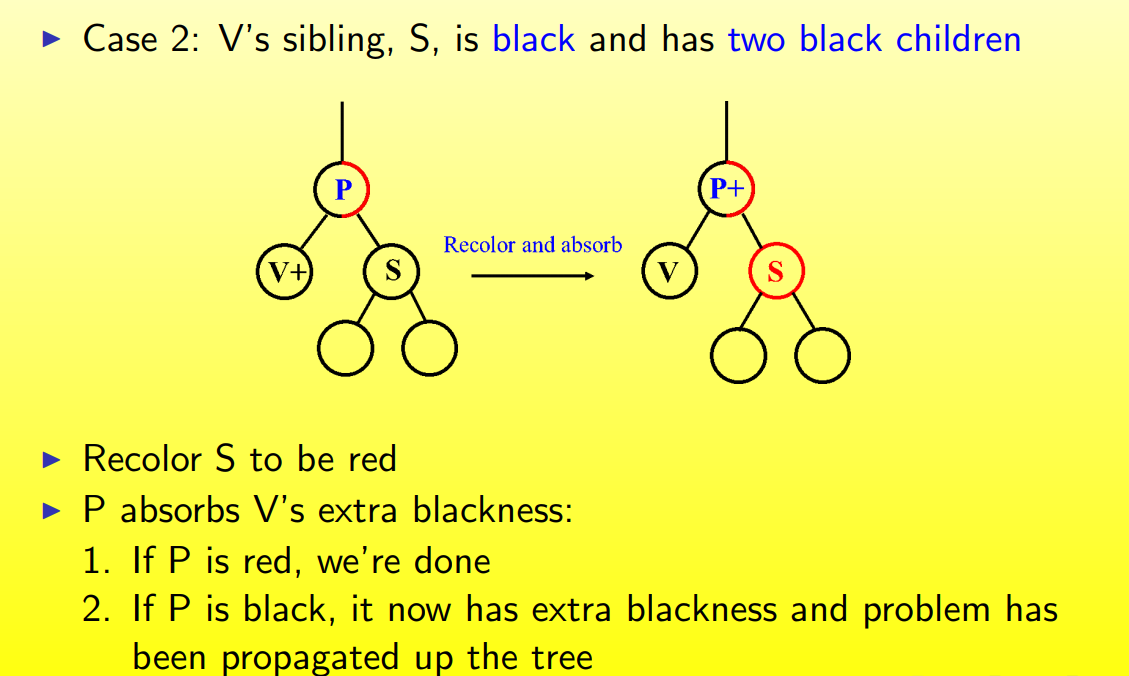 Case 2: V's sibling, S, is black and has two black children
P
P+
Recolor and absorb
V+
S
V
S
Recolor S to be red
P absorbs V's extra blackness:
1. If P is red, we're done
2. If P is black, it now has extra blackness and problem has
been propagated up the tree